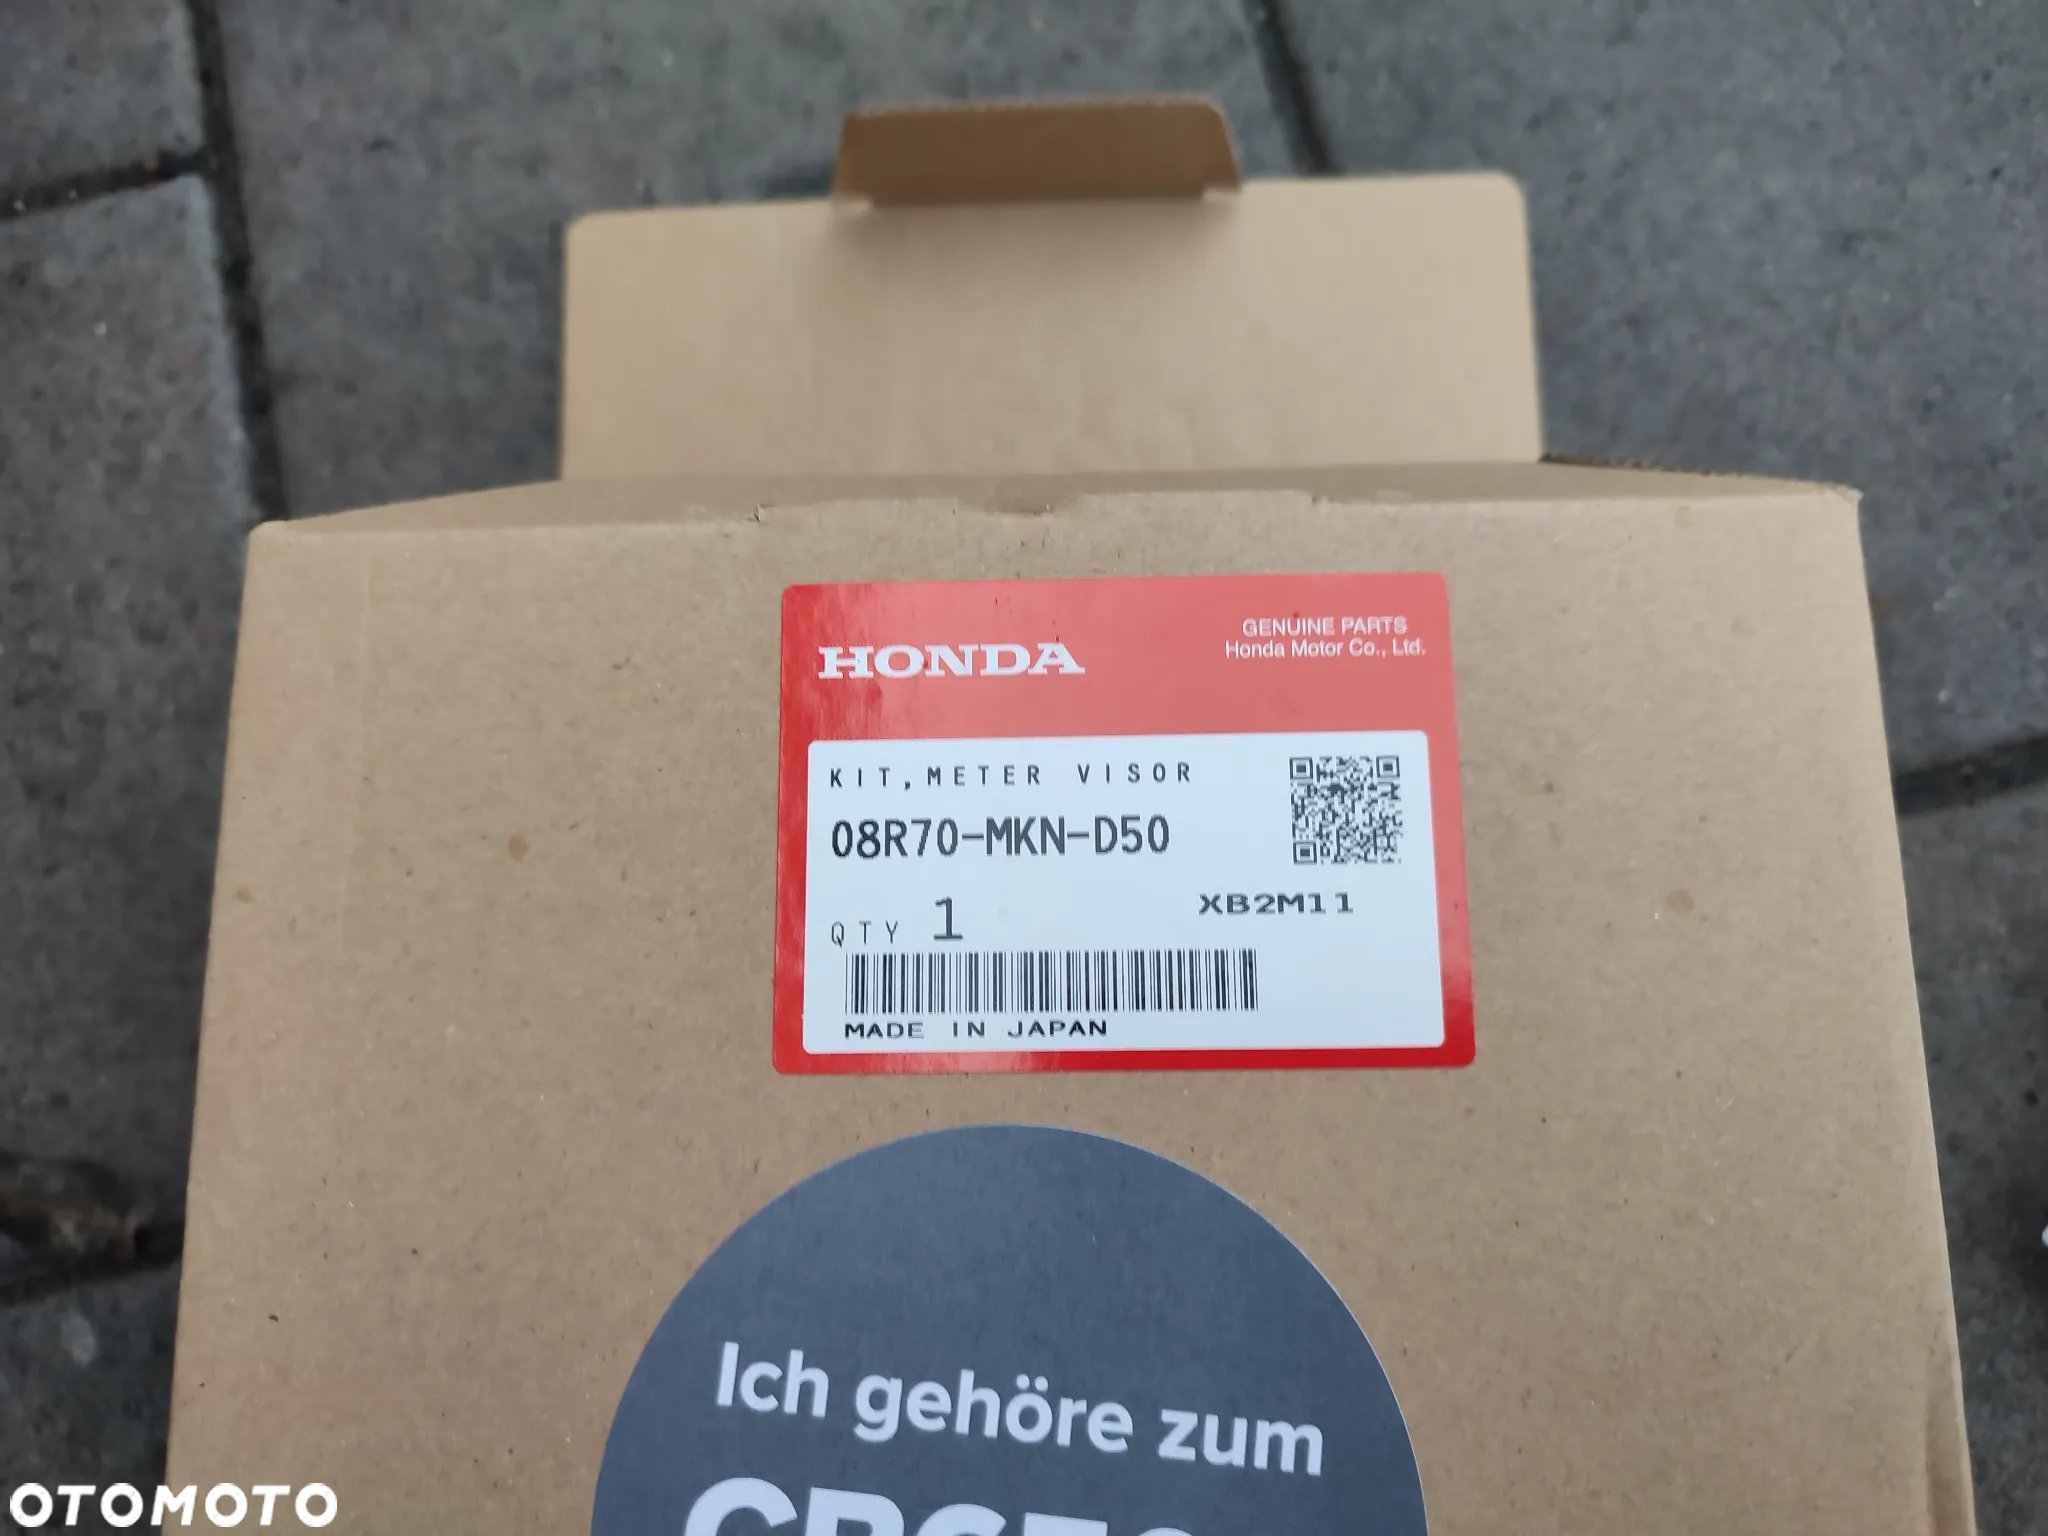 HONDA
GENUINE PARTS
Honda Motor Co., Ltd.
KIT, METER VISOR
08R70-MKN-D50
QTY 1
XB2M11
MADE IN JAPAN
Ich gehöre zum
OTOMOTO